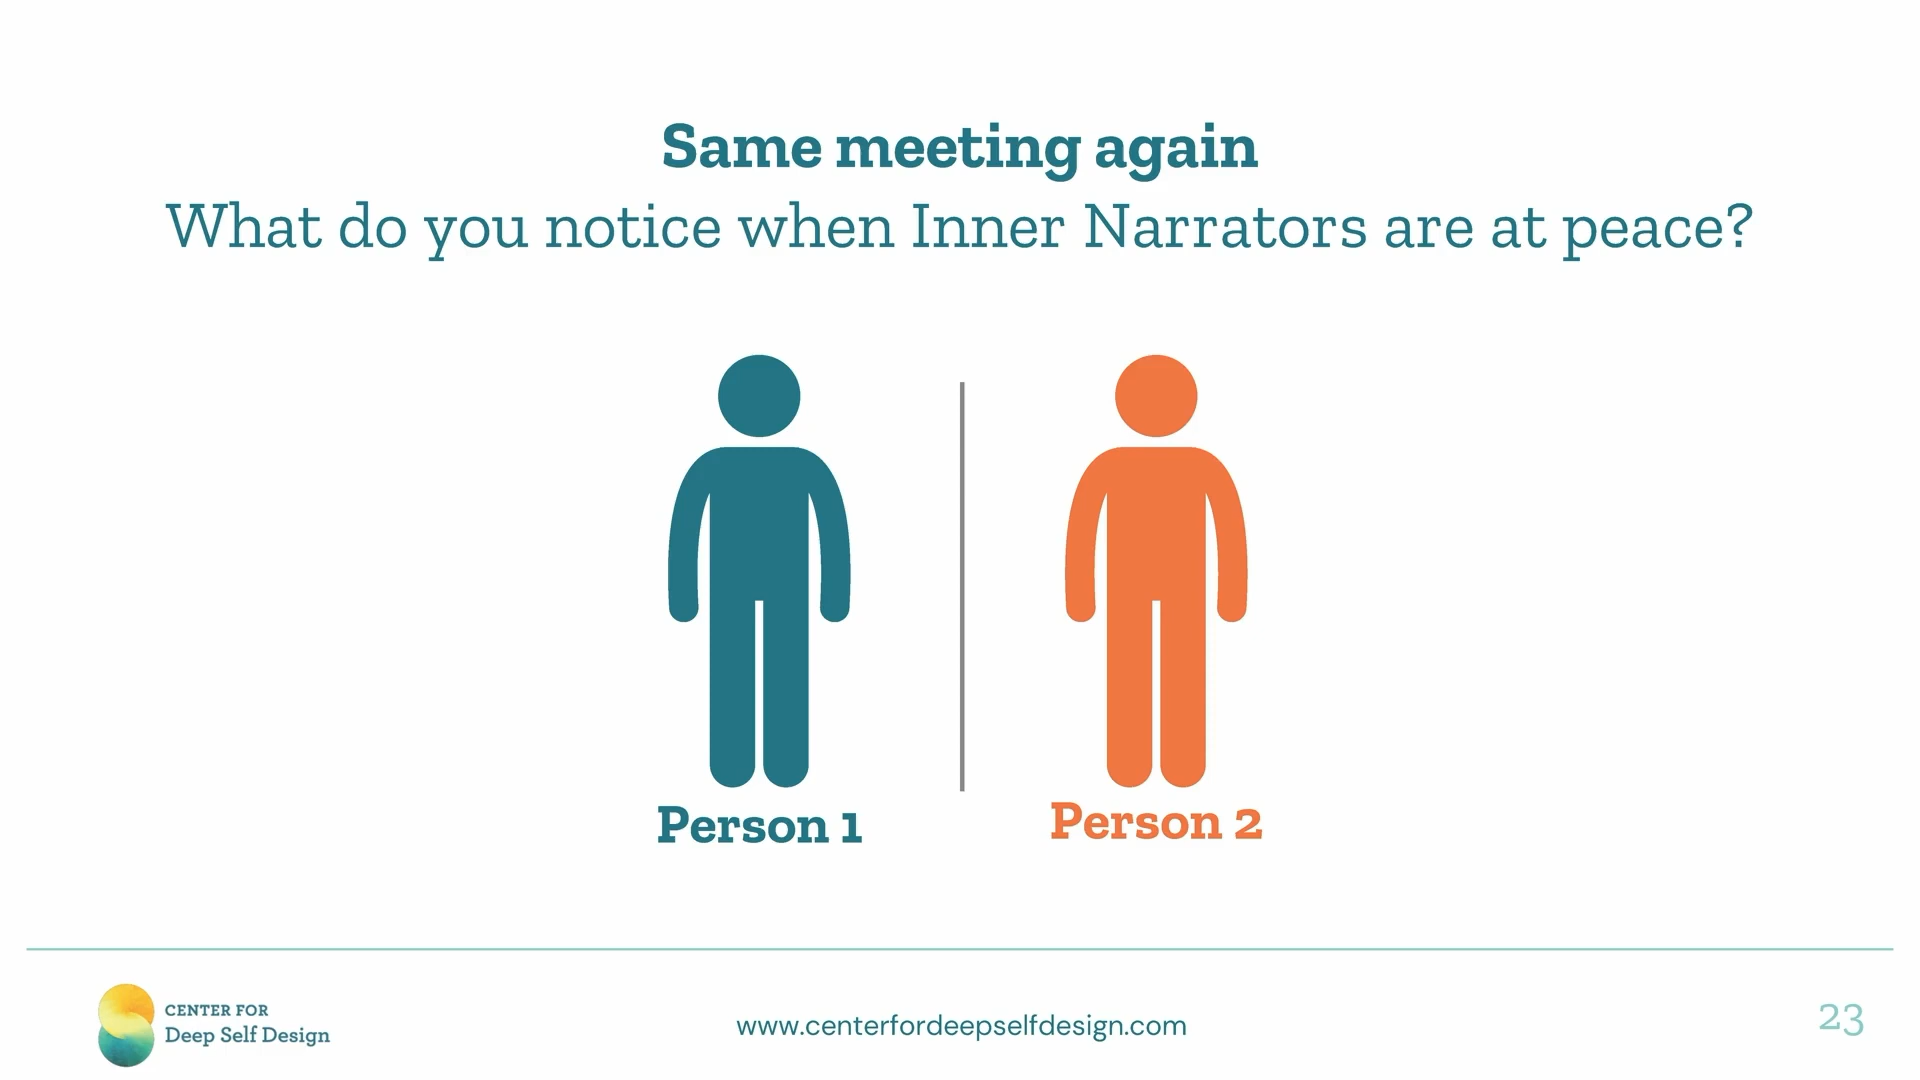 Same meeting again
What do you notice when Inner Narrators are at peace?
Person 1
Person 2
CENTER FOR
Deep Self Design
www.centerfordeepselfdesign.com
23